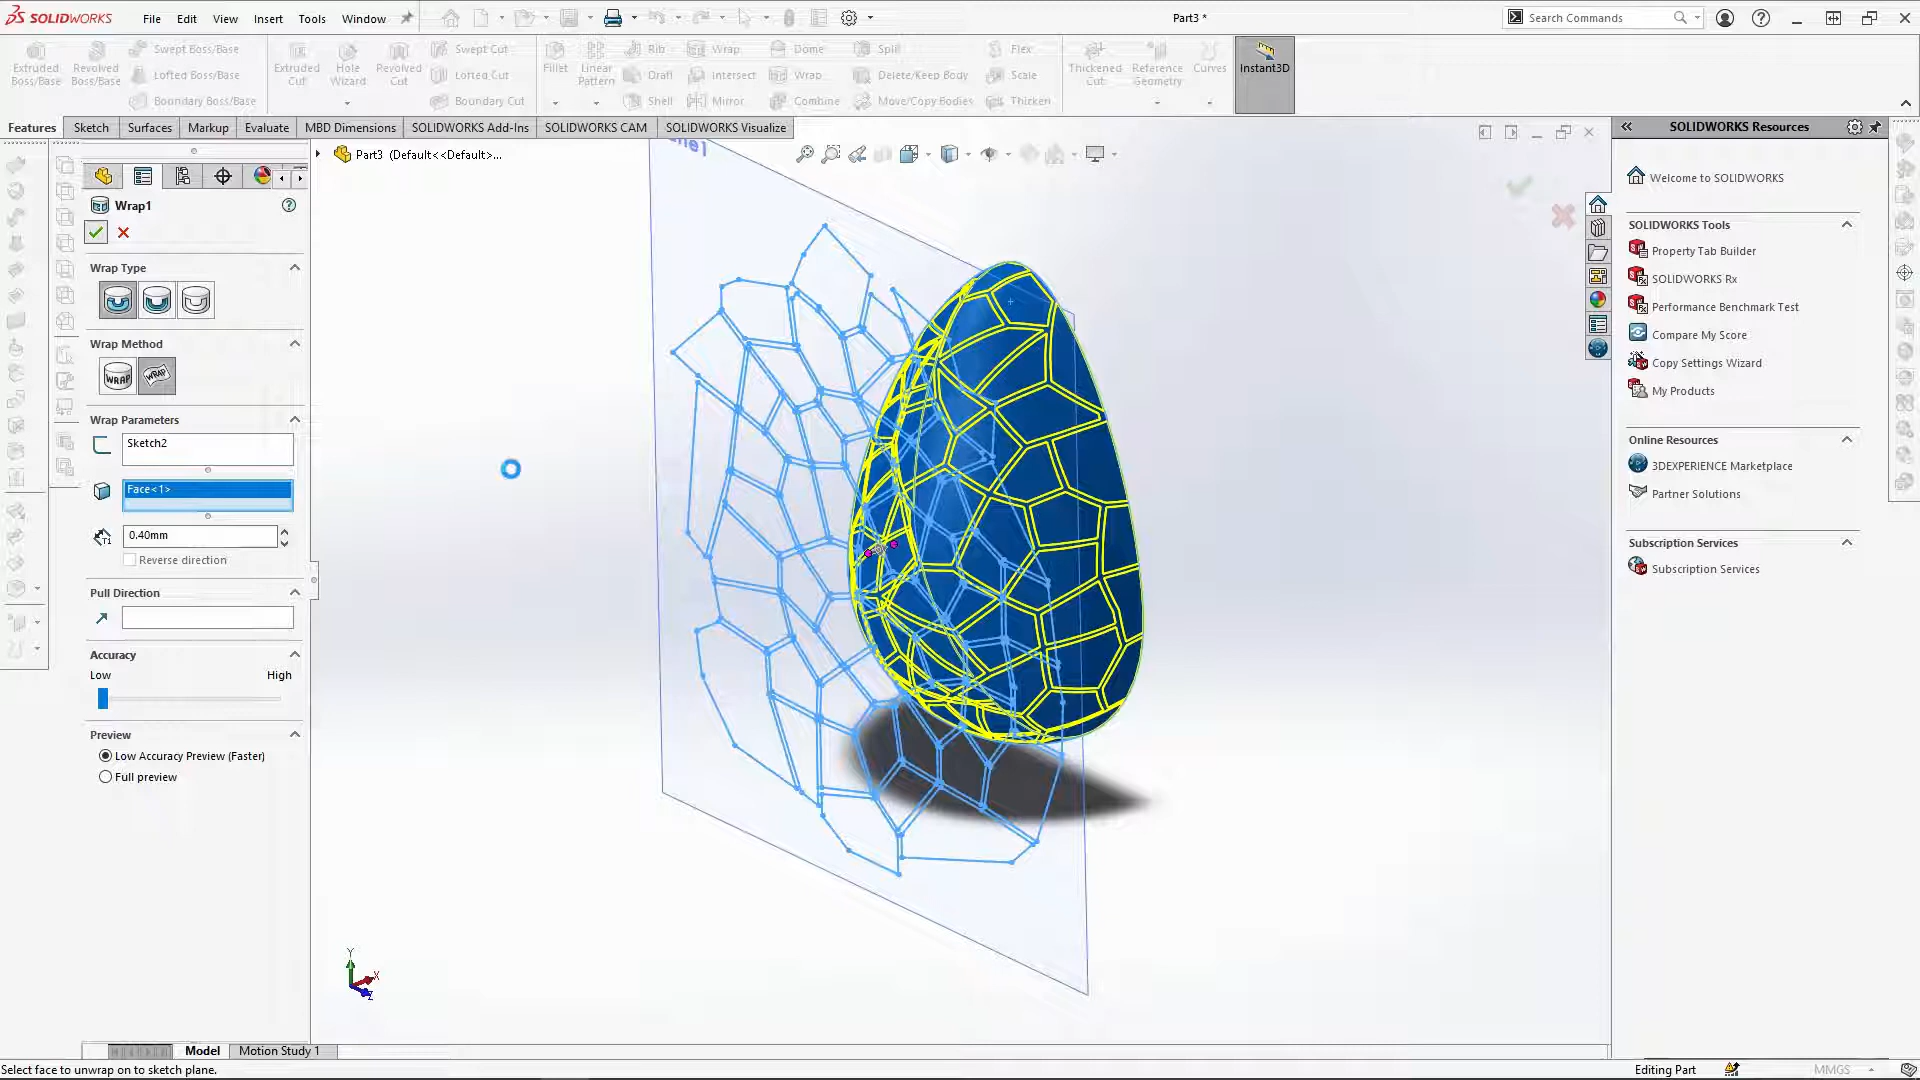 SOLIDWORKS
File Edit View Insert Tools Window
Part3 *
Search Commands
Extruded Boss/Base
Revolved Boss/Base
Swept Boss/Base
Lofted Boss/Base
Boundary Boss/Base
Extruded Cut
Hole Wizard
Revolved Cut
Swept Cut
Lofted Cut
Boundary Cut
Fillet
Linear Pattern
Rib
Draft
Shell
Wrap
Intersect
Mirror
Dome
Wrap
Combine
Split
Delete/Keep Body
Move/Copy Bodies
Flex
Scale
Thicken
Thickened Cut
Reference Geometry
Curves
Instant3D
Features Sketch Surfaces Markup Evaluate MBD Dimensions SOLIDWORKS Add-Ins SOLIDWORKS CAM SOLIDWORKS Visualize
Part3 (Default<<Default>...
Wrap1
Wrap Type
Wrap Method
WRAP WRAP
Wrap Parameters
Sketch2
Face<1>
0.40mm
Reverse direction
Pull Direction
Accuracy
Low High
Preview
Low Accuracy Preview (Faster)
Full preview
Y
X
Z
SOLIDWORKS Resources
Welcome to SOLIDWORKS
SOLIDWORKS Tools
Property Tab Builder
SOLIDWORKS Rx
Performance Benchmark Test
Compare My Score
Copy Settings Wizard
My Products
Online Resources
3DEXPERIENCE Marketplace
Partner Solutions
Subscription Services
Subscription Services
Model Motion Study 1
Select face to unwrap on to sketch plane.
Editing Part
MMGS